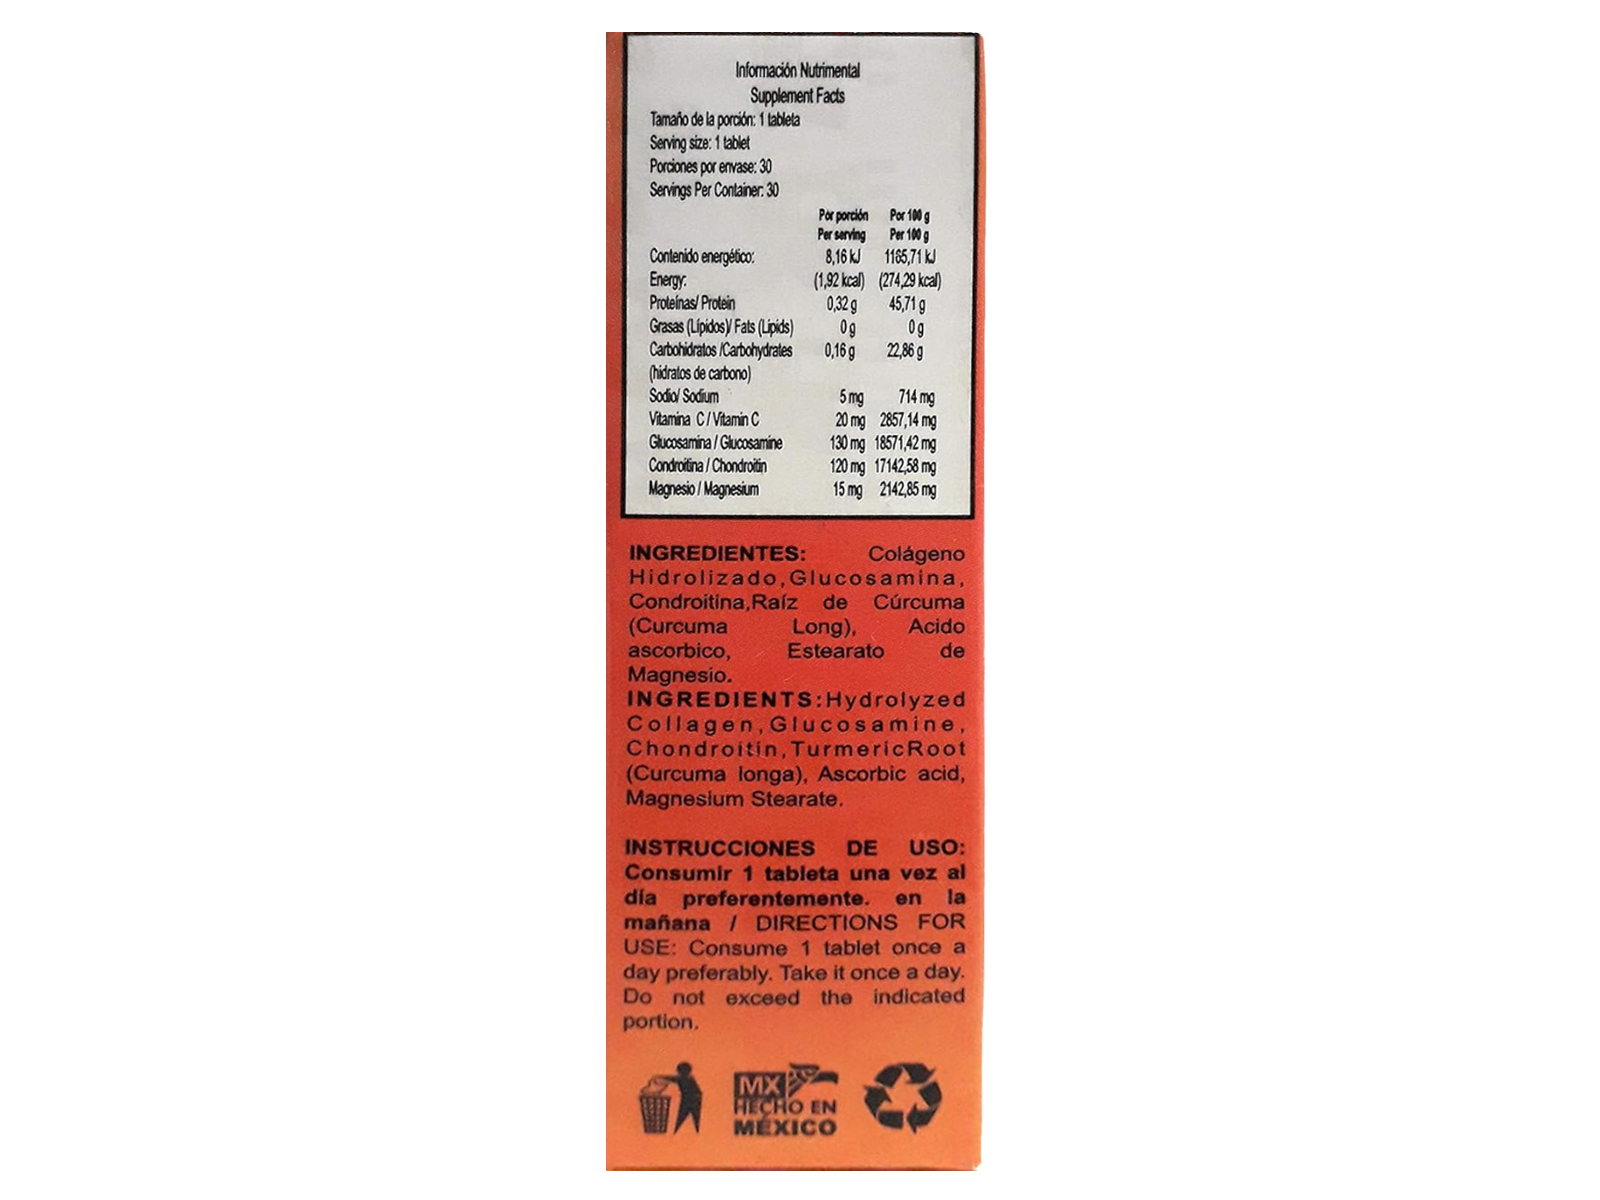 Información Nutrimental
Supplement Facts
Tamaño de la porción: 1 tableta
Serving size: 1 tablet
Porciones por envase: 30
Servings Per Container: 30
Por porción Por 100 g
Per serving Per 100 g
Contenido energético: 8,16 kJ 1165,71 kJ
Energy: (1,92 kcal) (274,29 kcal)
Proteínas/ Protein 0,32 g 45,71 g
Grasas (Lípidos)/ Fats (Lipids) 0 g 0 g
Carbohidratos /Carbohydrates 0,16 g 22,86 g
(hidratos de carbono)
Sodio/ Sodium 5 mg 714 mg
Vitamina C / Vitamin C 20 mg 2857,14 mg
Glucosamina / Glucosamine 130 mg 18571,42 mg
Condroitina / Chondroitin 120 mg 17142,58 mg
Magnesio / Magnesium 15 mg 2142,85 mg
INGREDIENTES: Colágeno
Hidrolizado, Glucosamina,
Condroitina, Raíz de Cúrcuma
(Curcuma Long), Acido
ascorbico, Estearato de
Magnesio.
INGREDIENTS: Hydrolyzed
Collagen, Glucosamine,
Chondroitin, Turmeric Root
(Curcuma longa), Ascorbic acid,
Magnesium Stearate.
INSTRUCCIONES DE USO:
Consumir 1 tableta una vez al
día preferentemente. en la
mañana / DIRECTIONS FOR
USE: Consume 1 tablet once a
day preferably. Take it once a day.
Do not exceed the indicated
portion.
MX
HECHO EN
MÉXICO